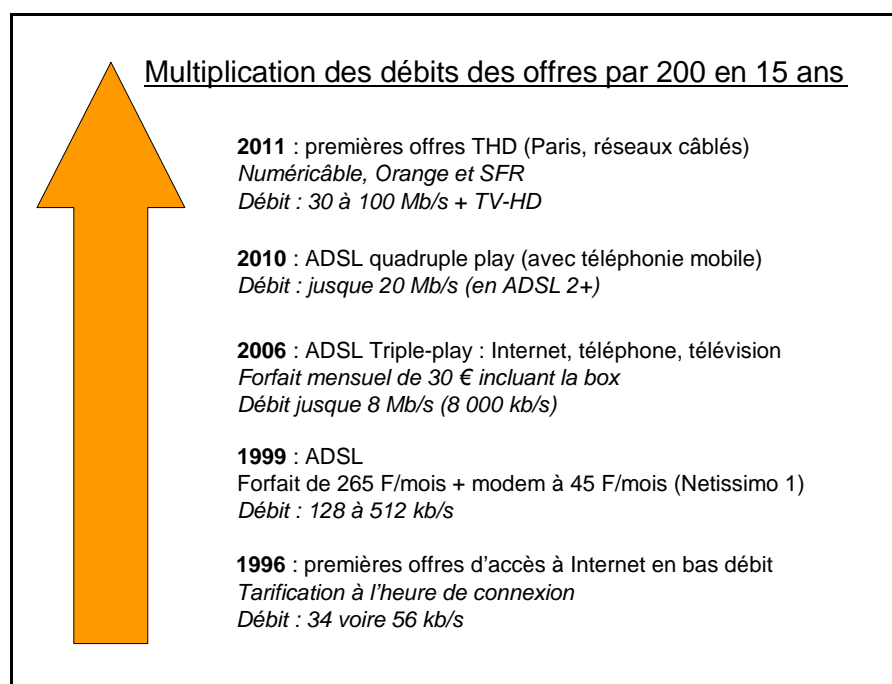 Multiplication des débits des offres par 200 en 15 ans
2011 : premières offres THD (Paris, réseaux câblés)
Numéricâble, Orange et SFR
Débit : 30 à 100 Mb/s + TV-HD
2010 : ADSL quadruple play (avec téléphonie mobile)
Débit : jusque 20 Mb/s (en ADSL 2+)
2006 : ADSL Triple-play : Internet, téléphone, télévision
Forfait mensuel de 30 € incluant la box
Débit jusque 8 Mb/s (8 000 kb/s)
1999 : ADSL
Forfait de 265 F/mois + modem à 45 F/mois (Netissimo 1)
Débit : 128 à 512 kb/s
1996 : premières offres d’accès à Internet en bas débit
Tarification à l’heure de connexion
Débit : 34 voire 56 kb/s